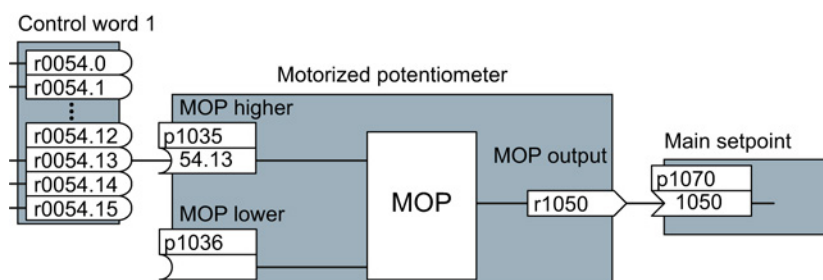 Control word 1
r0054.0
r0054.1
r0054.12
r0054.13
r0054.14
r0054.15
Motorized potentiometer
MOP higher
p1035
54.13
MOP lower
p1036
MOP
MOP output
r1050
Main setpoint
p1070
1050